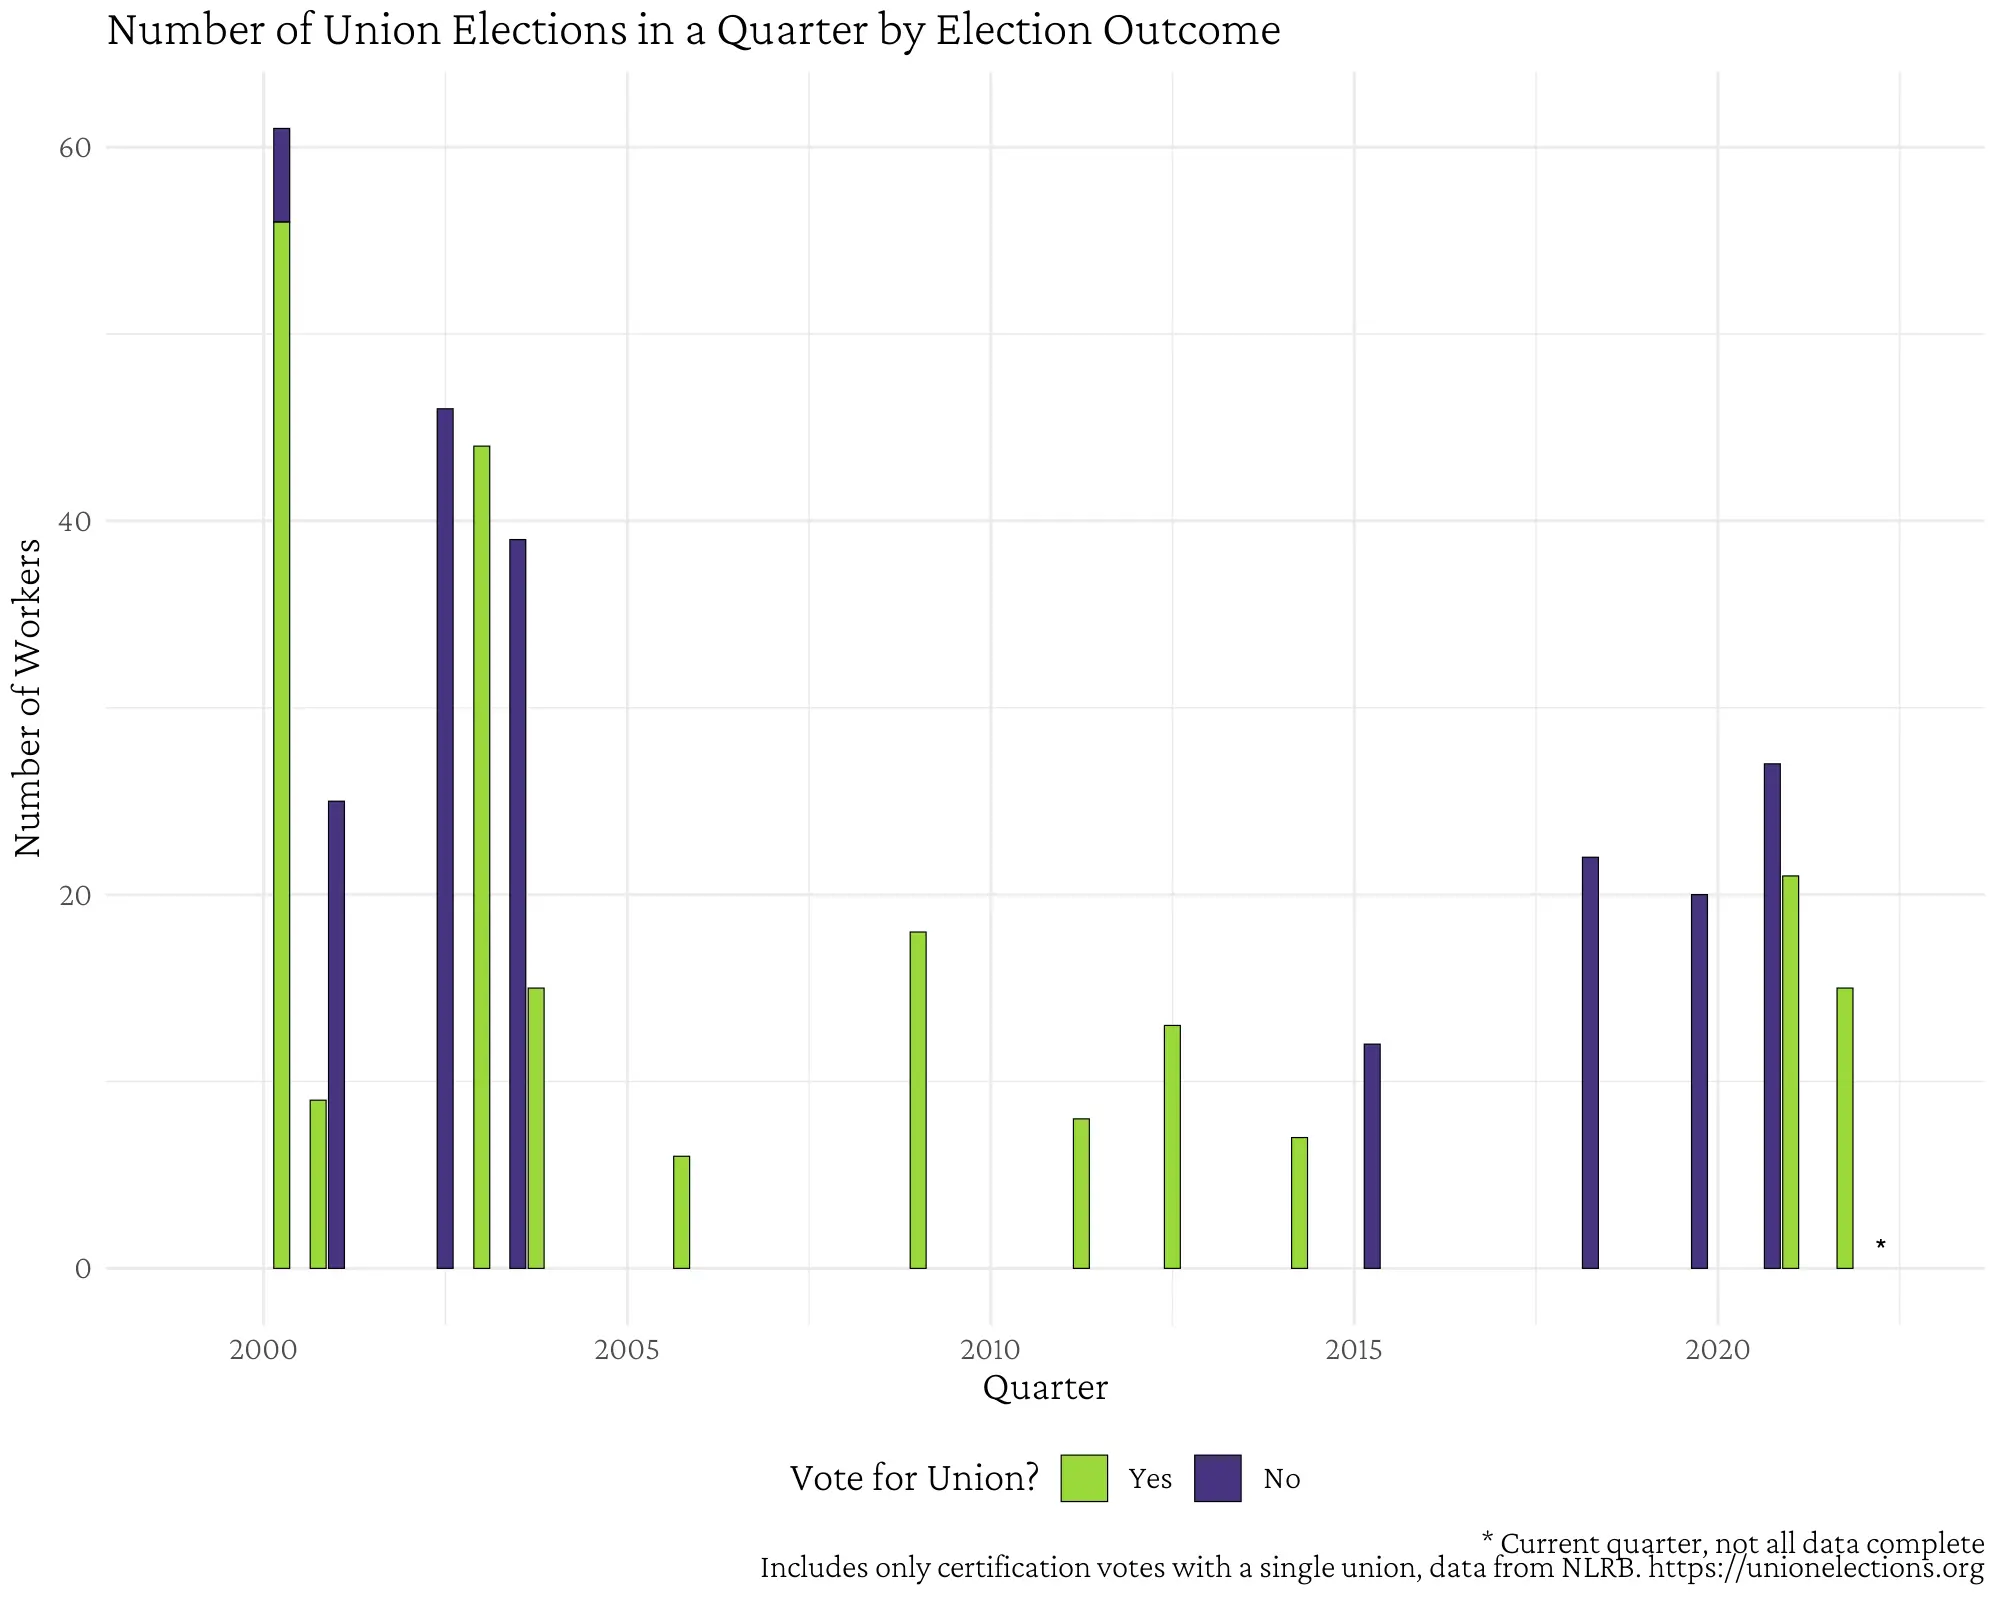 Number of Union Elections in a Quarter by Election Outcome
60
40
20
0
Number of Workers
*
2000 2005 2010 2015 2020
Quarter
Vote for Union? Yes No
* Current quarter, not all data complete
Includes only certification votes with a single union, data from NLRB. https://unionelections.org